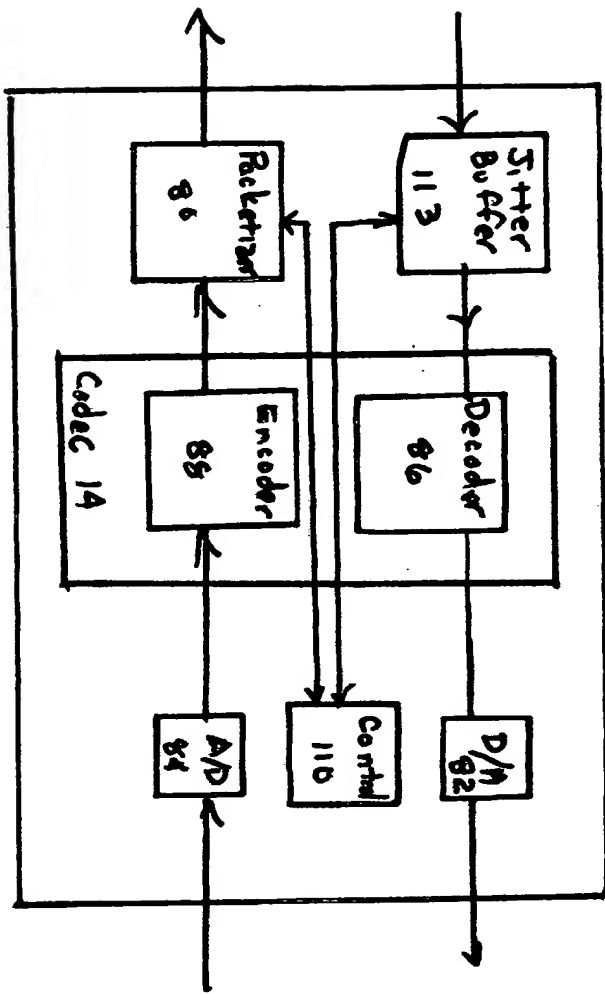 Jitter
Buffer
113
Decoder
86
D/A
82
Control
110
Packetizer
80
Encoder
88
Codec 14
A/D
84